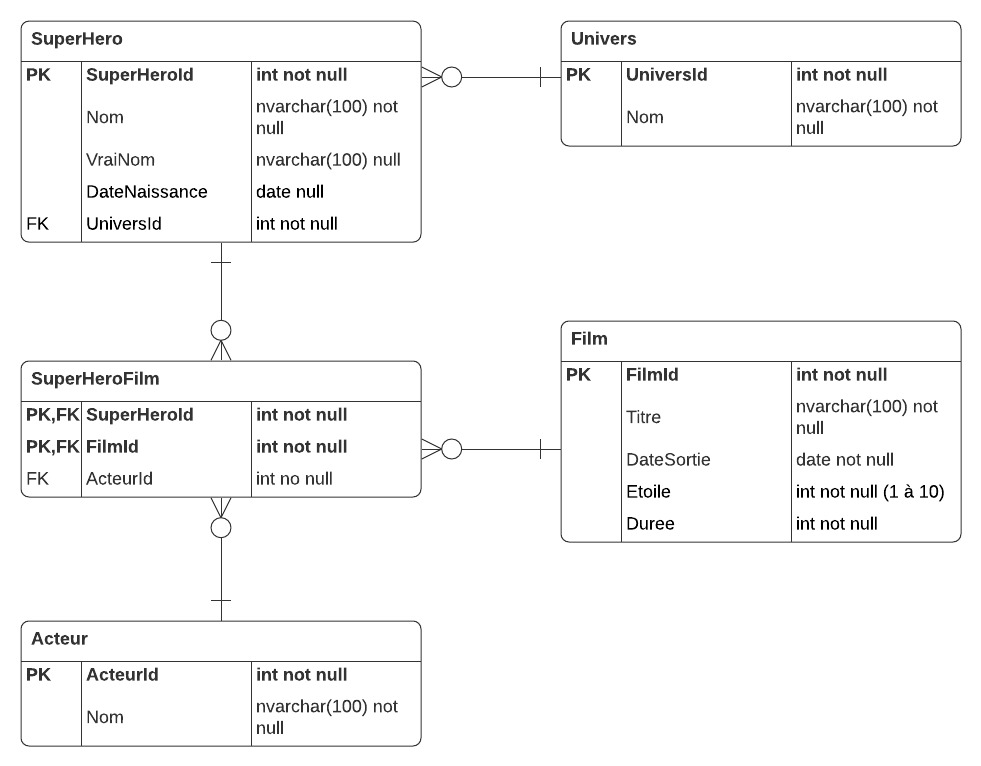 SuperHero
PK SuperHeroId int not null
Nom nvarchar(100) not
null
VraiNom nvarchar(100) null
DateNaissance date null
FK UniversId int not null
Univers
PK UniversId int not null
Nom nvarchar(100) not
null
SuperHeroFilm
PK,FK SuperHeroId int not null
PK,FK FilmId int not null
FK ActeurId int no null
Film
PK FilmId int not null
Titre nvarchar(100) not
null
DateSortie date not null
Etoile int not null (1 à 10)
Duree int not null
Acteur
PK ActeurId int not null
Nom nvarchar(100) not
null